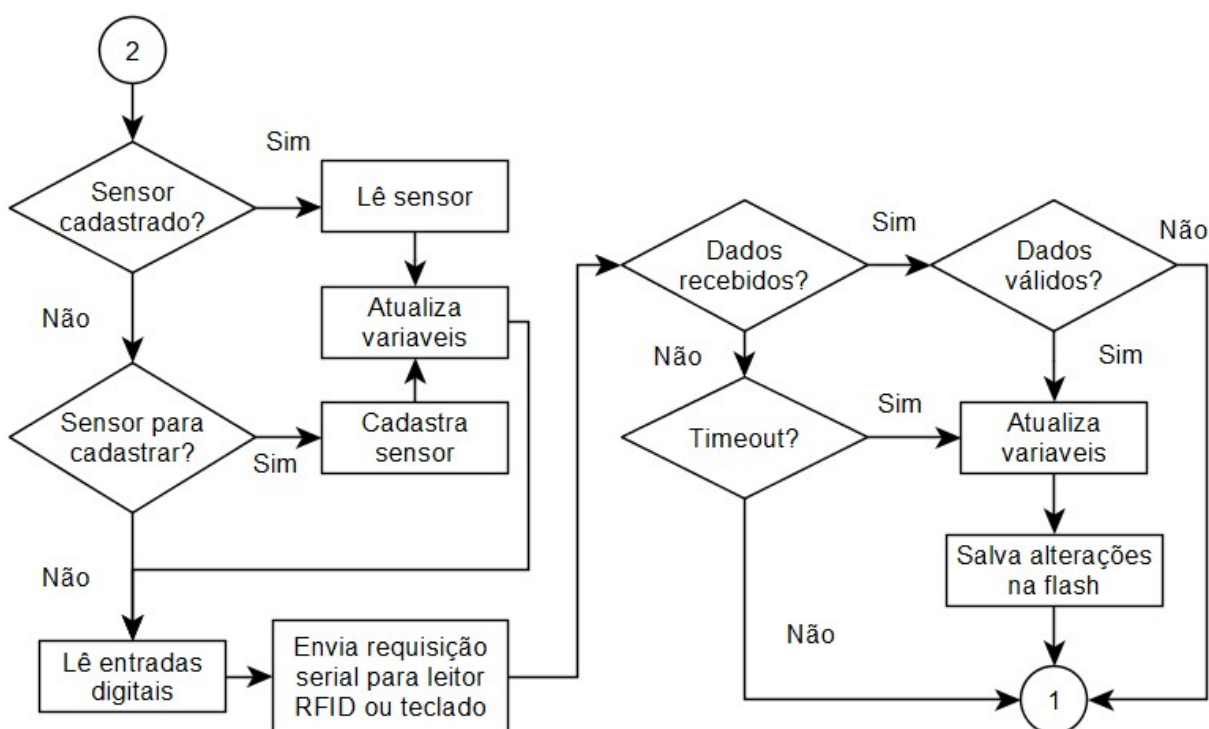 2
Sensor
cadastrado?
Sim
Lê sensor
Não
Atualiza
variaveis
Sensor para
cadastrar?
Sim
Cadastra
sensor
Não
Lê entradas
digitais
Envia requisição
serial para leitor
RFID ou teclado
Dados
recebidos?
Sim
Dados
válidos?
Não
Não
Sim
Timeout?
Sim
Atualiza
variaveis
Salva alterações
na flash
Não
1